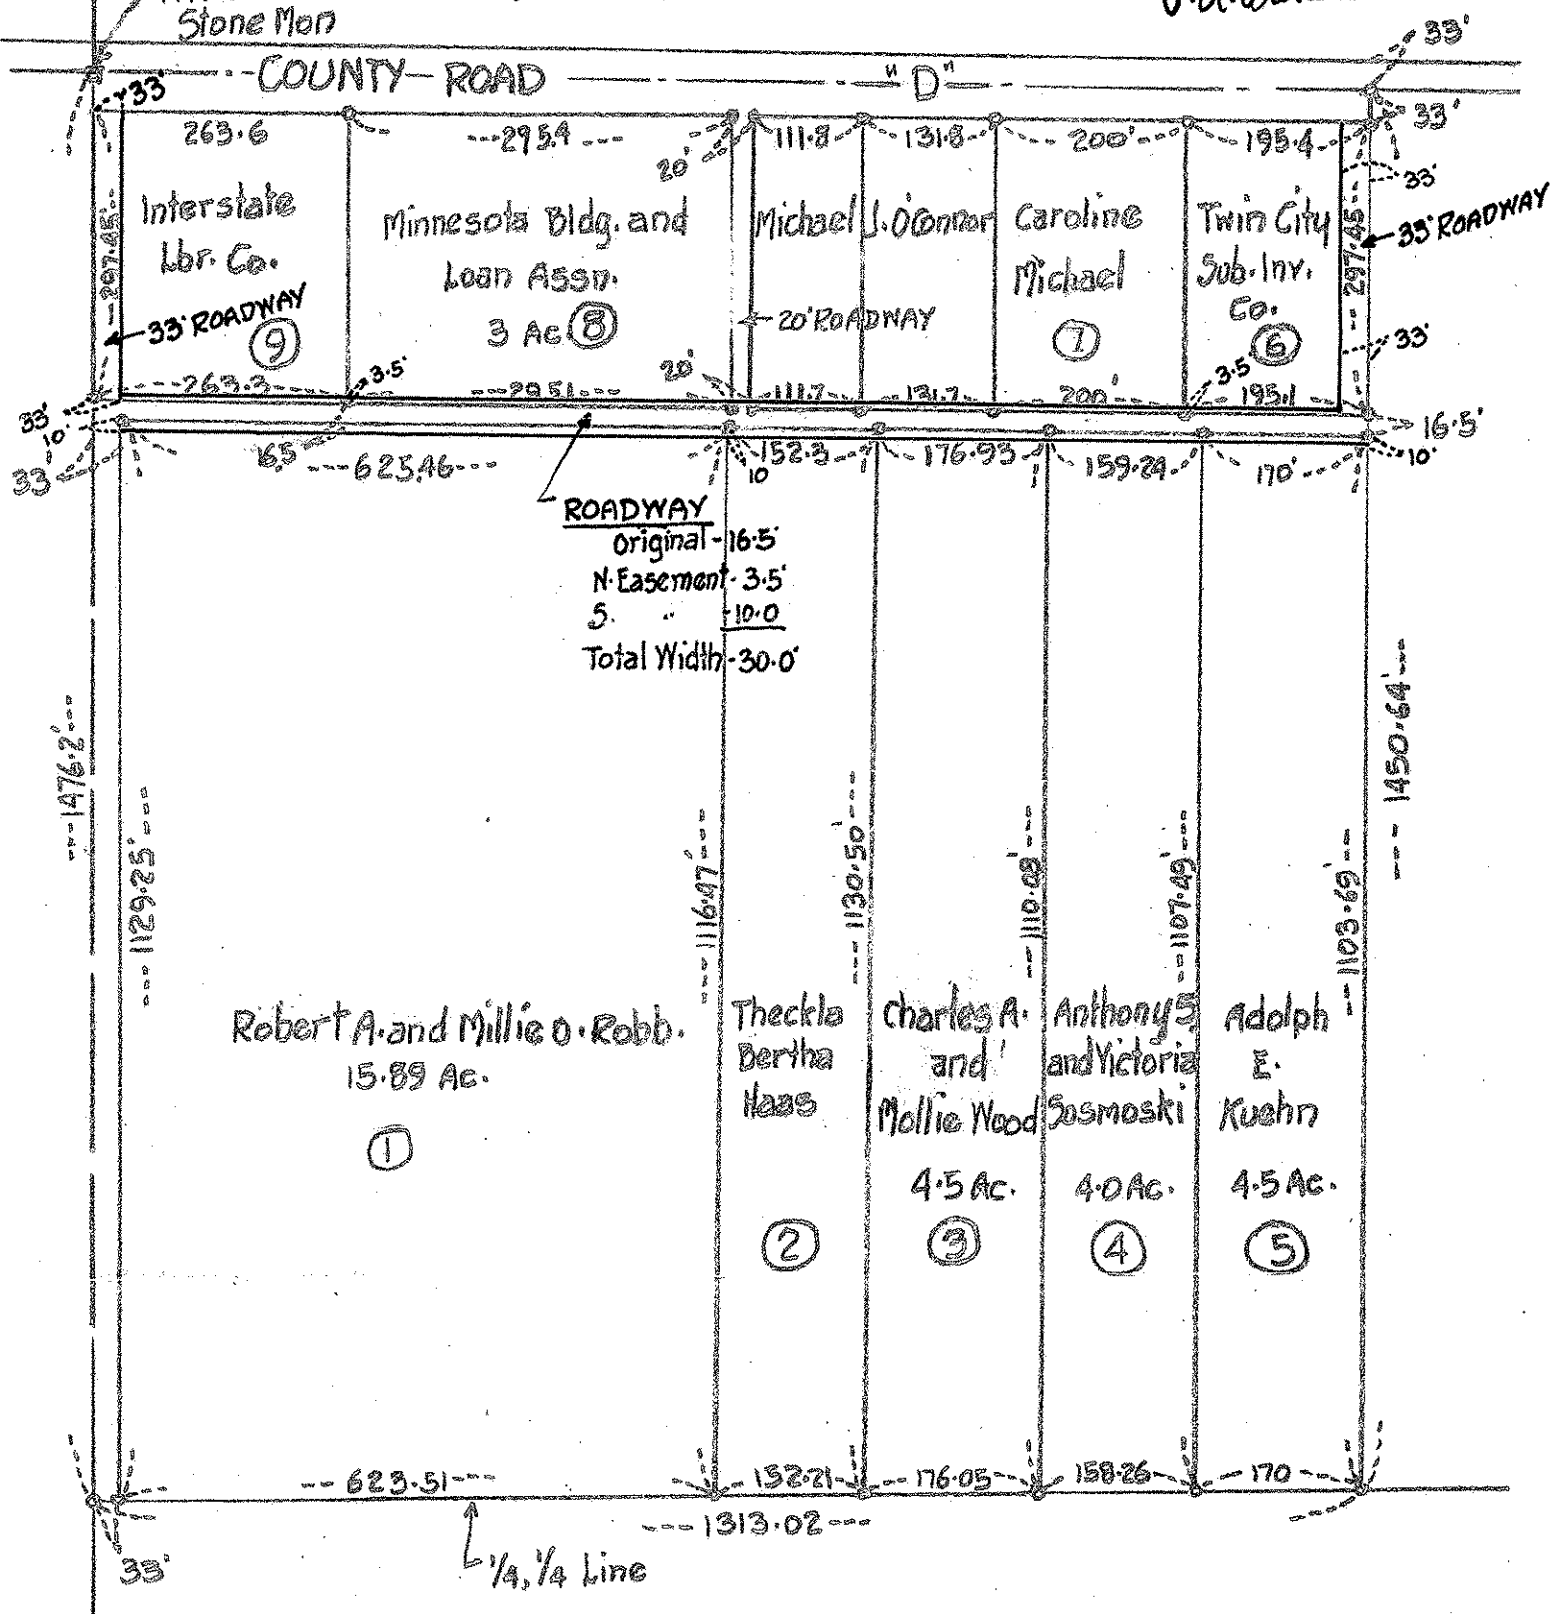 Stone Mon
33'
COUNTY ROAD "D"
33'
263.6
295.4
20'
111.8
131.8
200'
195.4
33'
33'
Interstate
Lbr. Co.
9
Minnesota Bldg. and
Loan Assn.
3 Ac. 8
Michael J. O'Connor
Caroline
Michael
7
Twin City
Sub. Inv.
Co.
6
297.45'
33' ROADWAY
20' ROADWAY
297.45
33' ROADWAY
33'
263.3
3.5'
295.1
20'
111.7
131.7
200'
3.5'
195.1
33'
10'
33'
16.5'
10'
16.5
625.46
10
152.3
176.93
159.24
170'
ROADWAY
Original - 16.5'
N. Easement - 3.5'
S. " - 10.0
Total Width - 30.0'
1476.2'
1129.25'
1116.97'
1130.50'
1110.08'
1107.49'
1103.69'
1450.64'
Robert A. and Millie O. Robb.
15.89 Ac.
1
Theckla
Bertha
Haas
2
Charles A.
and
Mollie Wood
4.5 Ac.
3
Anthony S
and Victoria
Sosmoski
4.0 Ac.
4
Adolph
E.
Kuehn
4.5 Ac.
5
623.51
152.21
176.05
158.26
170
1313.02
33'
1/4, 1/4 Line